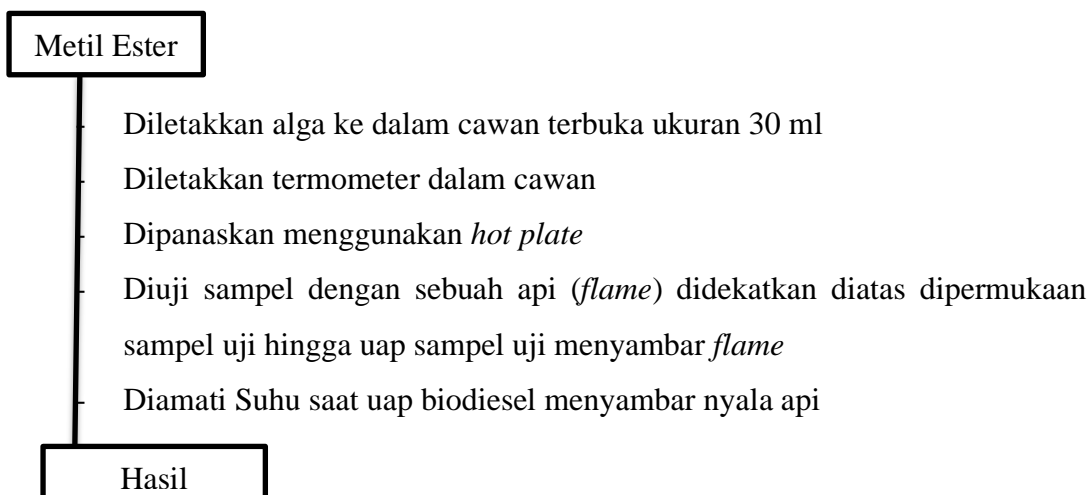 Metil Ester
- Diletakkan alga ke dalam cawan terbuka ukuran 30 ml
- Diletakkan termometer dalam cawan
- Dipanaskan menggunakan hot plate
- Diuji sampel dengan sebuah api (flame) didekatkan diatas dipermukaan
sampel uji hingga uap sampel uji menyambar flame
- Diamati Suhu saat uap biodiesel menyambar nyala api
Hasil